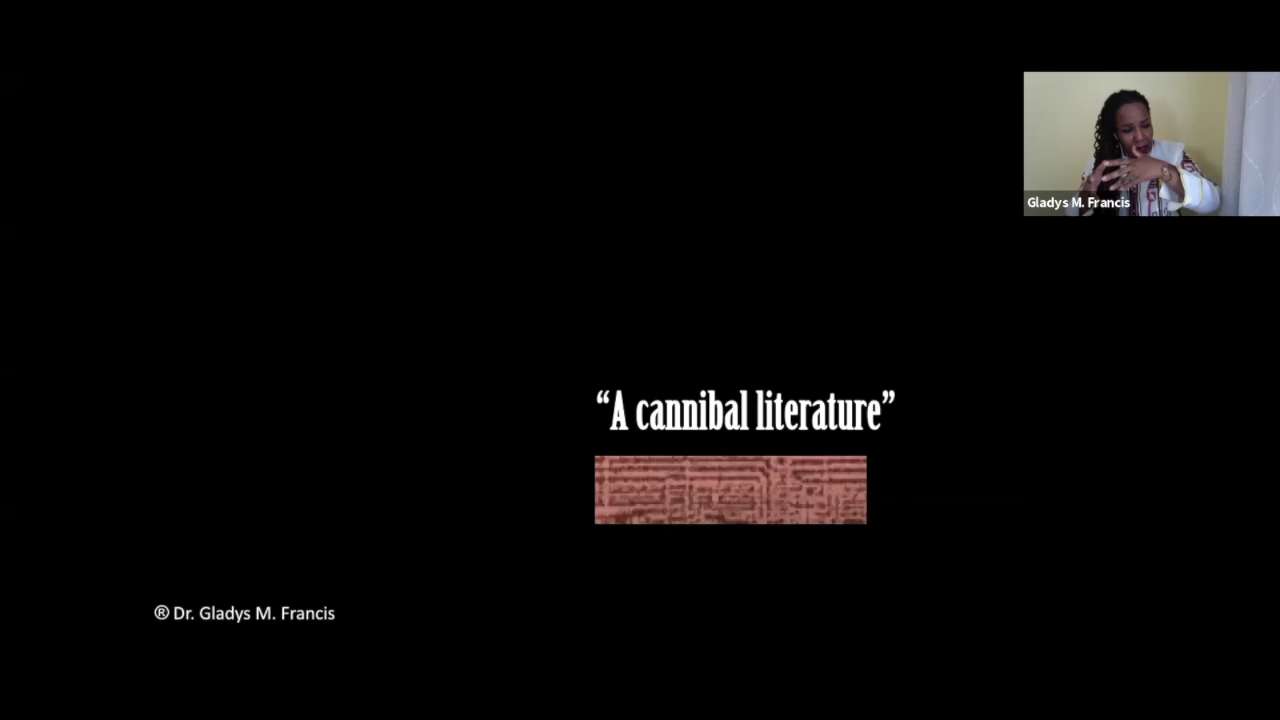 Gladys M. Francis
“A cannibal literature”
® Dr. Gladys M. Francis